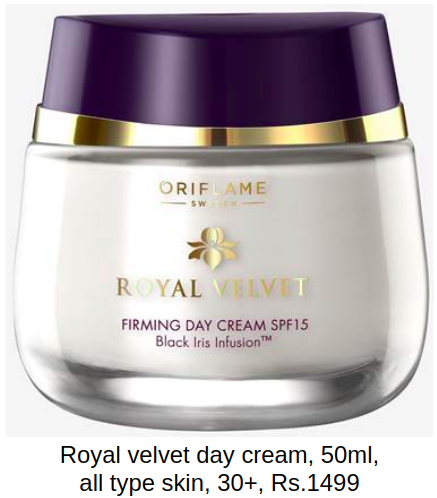 ORIFLAME
SWEDEN
ROYAL VELVET
FIRMING DAY CREAM SPF15
Black Iris Infusion™
Royal velvet day cream, 50ml,
all type skin, 30+, Rs.1499